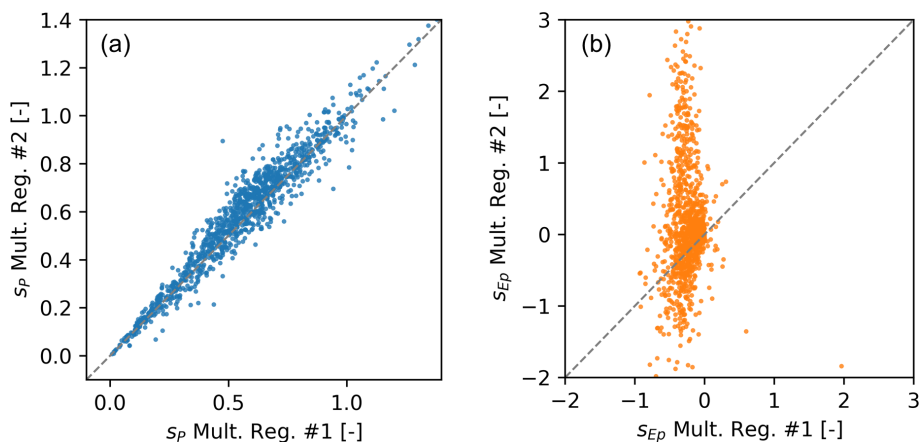 (a)
1.4
1.2
1.0
0.8
0.6
0.4
0.2
0.0
s_P Mult. Reg. #2 [-]
0.0 0.5 1.0
s_P Mult. Reg. #1 [-]
(b)
3
2
1
0
−1
−2
s_Ep Mult. Reg. #2 [-]
−2 −1 0 1 2 3
s_Ep Mult. Reg. #1 [-]